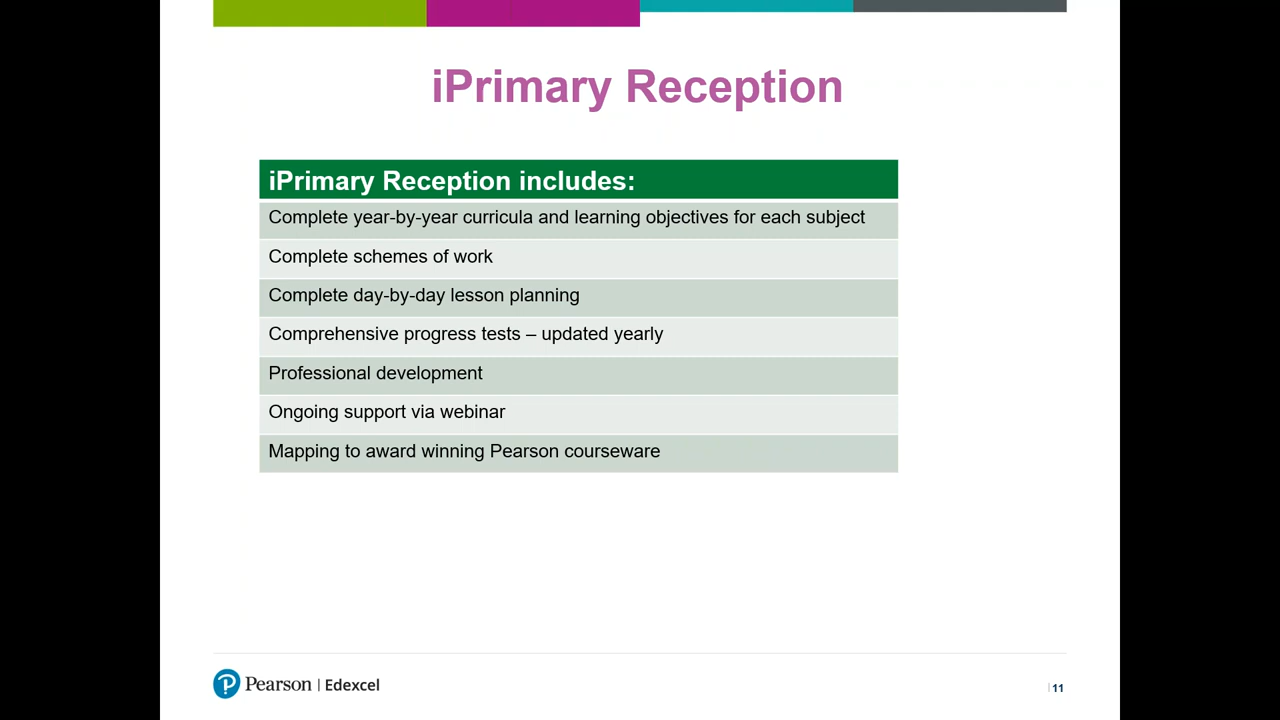 iPrimary Reception
iPrimary Reception includes:
Complete year-by-year curricula and learning objectives for each subject
Complete schemes of work
Complete day-by-day lesson planning
Comprehensive progress tests – updated yearly
Professional development
Ongoing support via webinar
Mapping to award winning Pearson courseware
Pearson | Edexcel
| 11